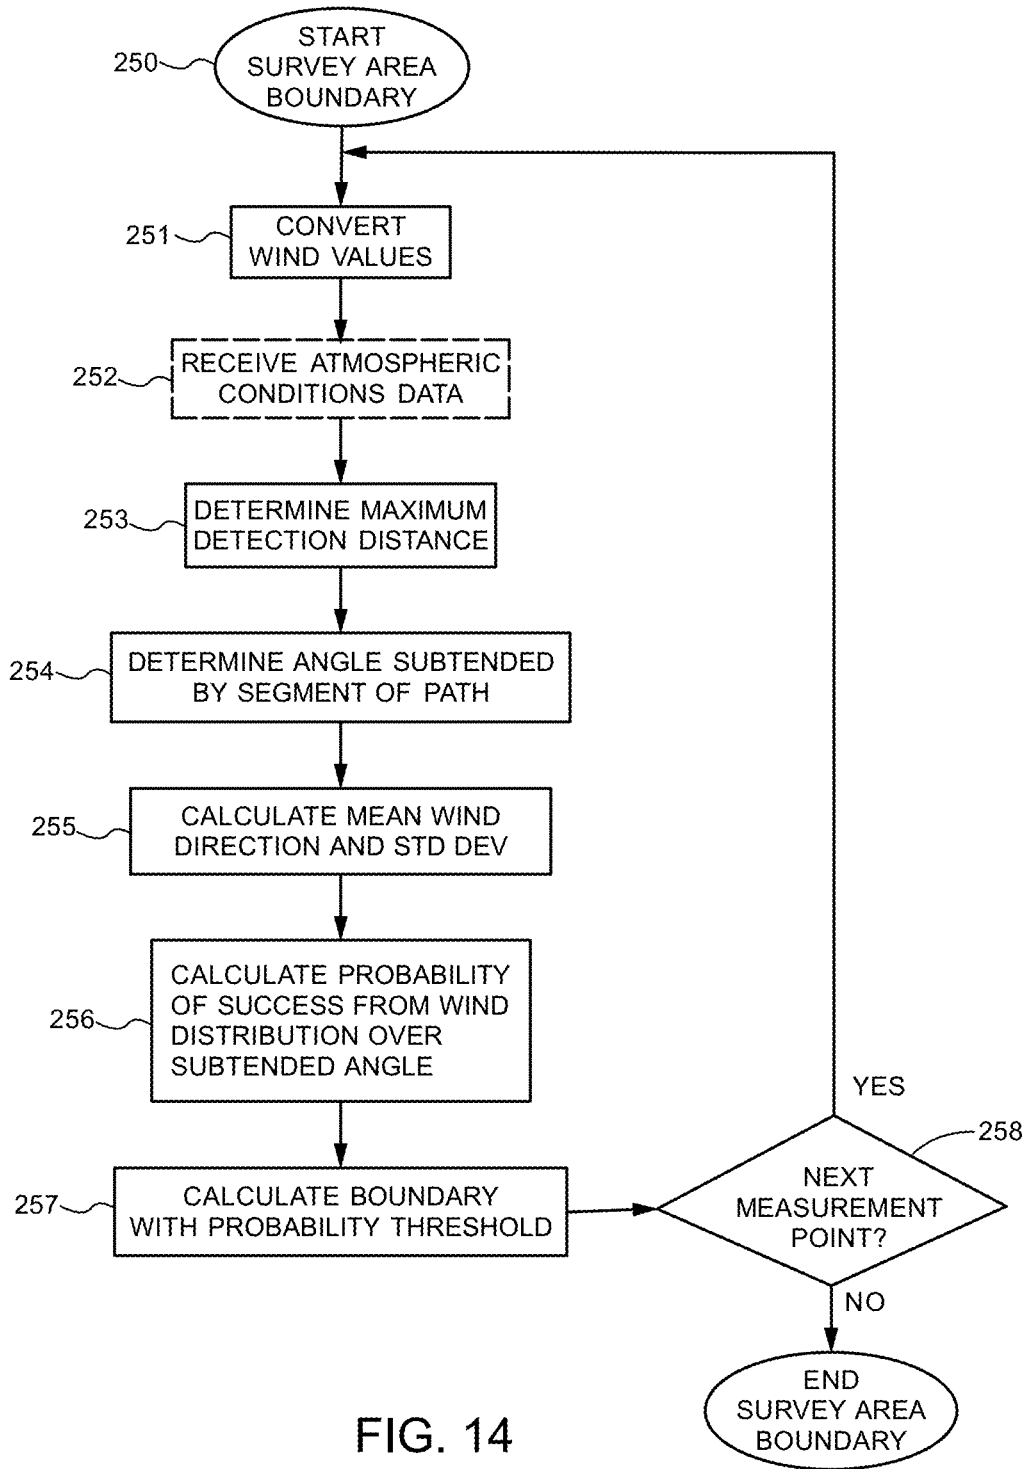 START
SURVEY AREA
BOUNDARY
250
CONVERT
WIND VALUES
251
RECEIVE ATMOSPHERIC
CONDITIONS DATA
252
DETERMINE MAXIMUM
DETECTION DISTANCE
253
DETERMINE ANGLE SUBTENDED
BY SEGMENT OF PATH
254
CALCULATE MEAN WIND
DIRECTION AND STD DEV
255
CALCULATE PROBABILITY
OF SUCCESS FROM WIND
DISTRIBUTION OVER
SUBTENDED ANGLE
256
CALCULATE BOUNDARY
WITH PROBABILITY THRESHOLD
257
YES
258
NEXT
MEASUREMENT
POINT?
NO
END
SURVEY AREA
BOUNDARY
FIG. 14